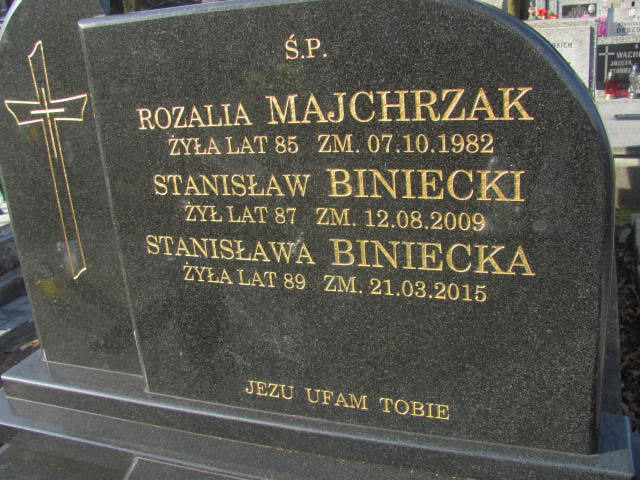 Ś.P.
ROZALIA MAJCHRZAK
ŻYŁA LAT 85 ZM. 07.10.1982
STANISŁAW BINIECKI
ŻYŁ LAT 87 ZM. 12.08.2009
STANISŁAWA BINIECKA
ŻYŁA LAT 89 ZM. 21.03.2015
JEZU UFAM TOBIE